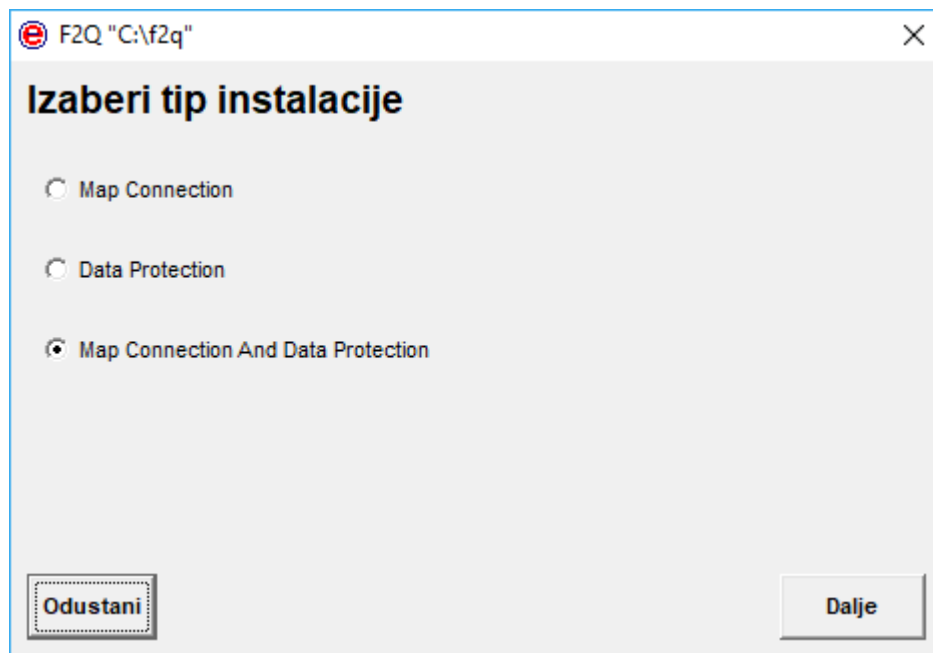 F2Q "C:\f2q"
Izaberi tip instalacije
Map Connection
Data Protection
Map Connection And Data Protection
Odustani
Dalje